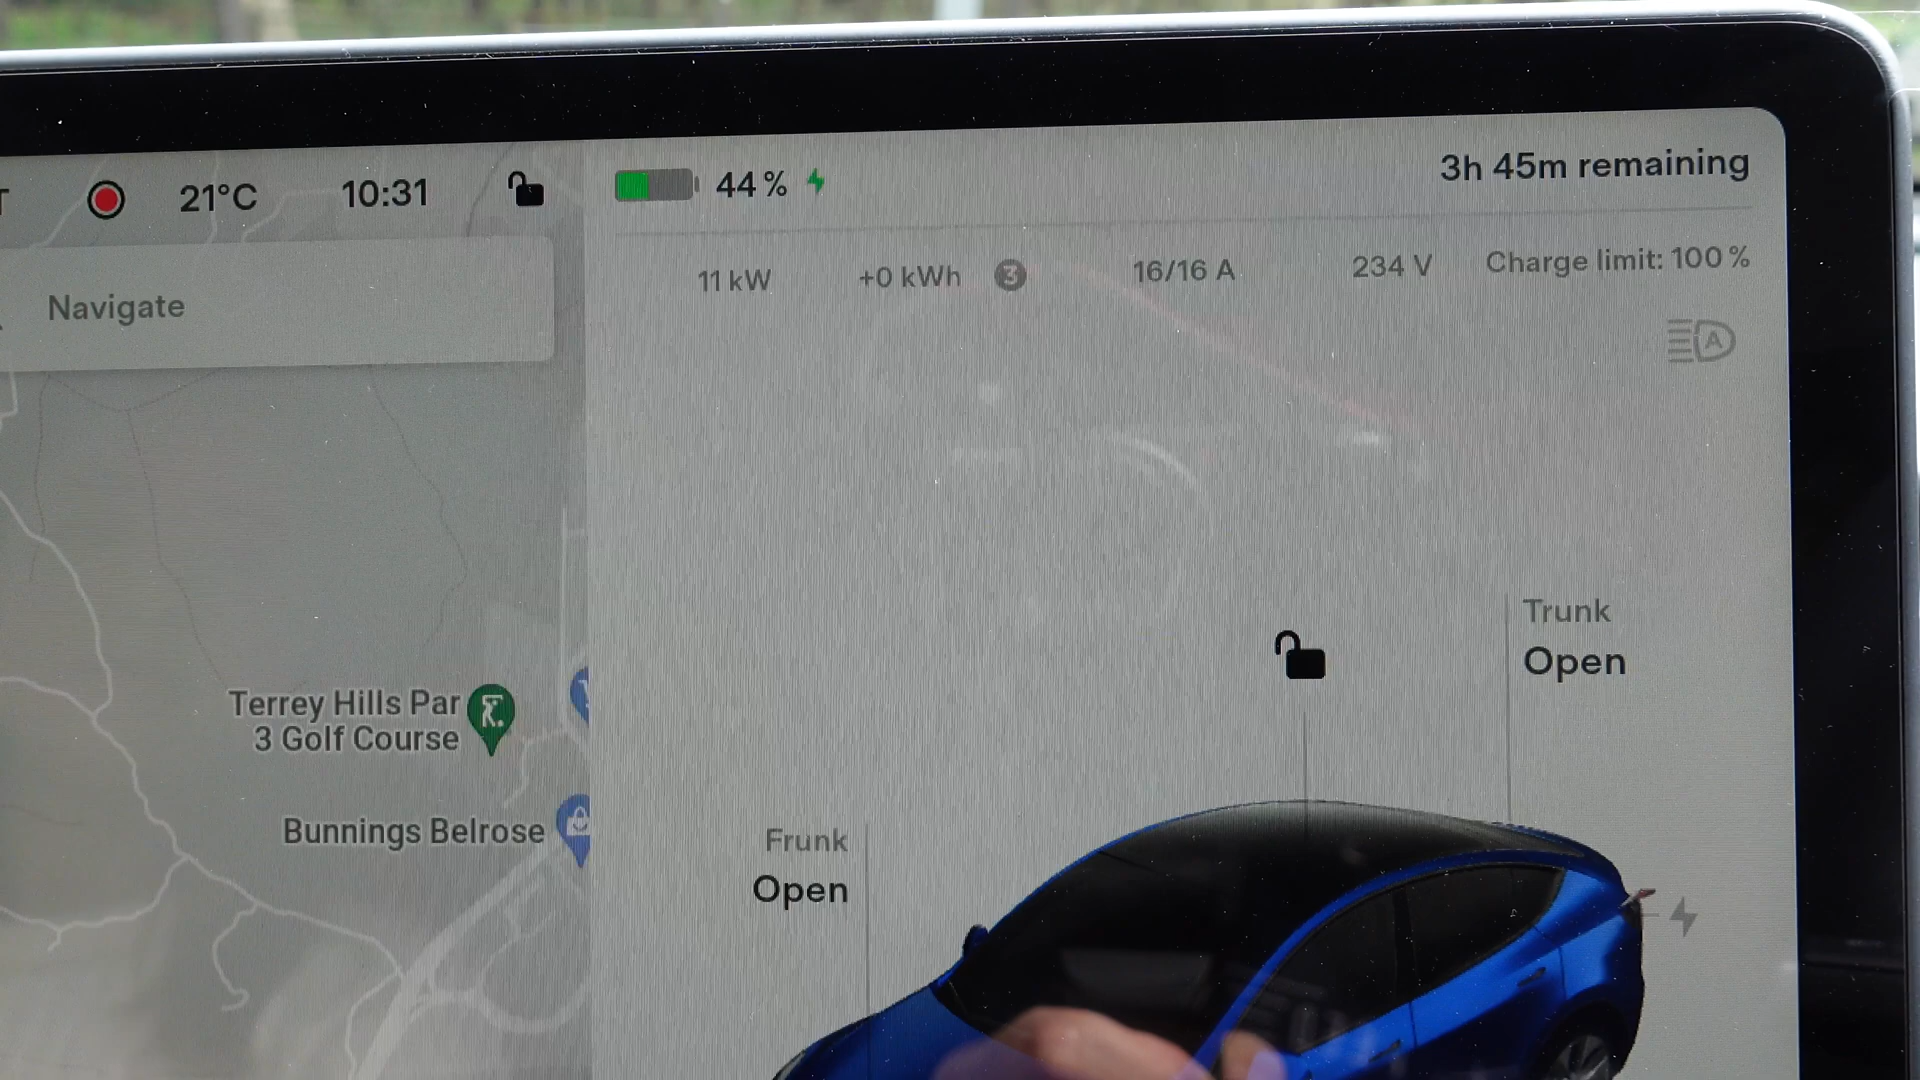 21°C
10:31
44 %
3h 45m remaining
11 kW
+0 kWh
3
16/16 A
234 V
Charge limit: 100 %
A
Navigate
Trunk
Open
Terrey Hills Par
3 Golf Course
Bunnings Belrose
Frunk
Open